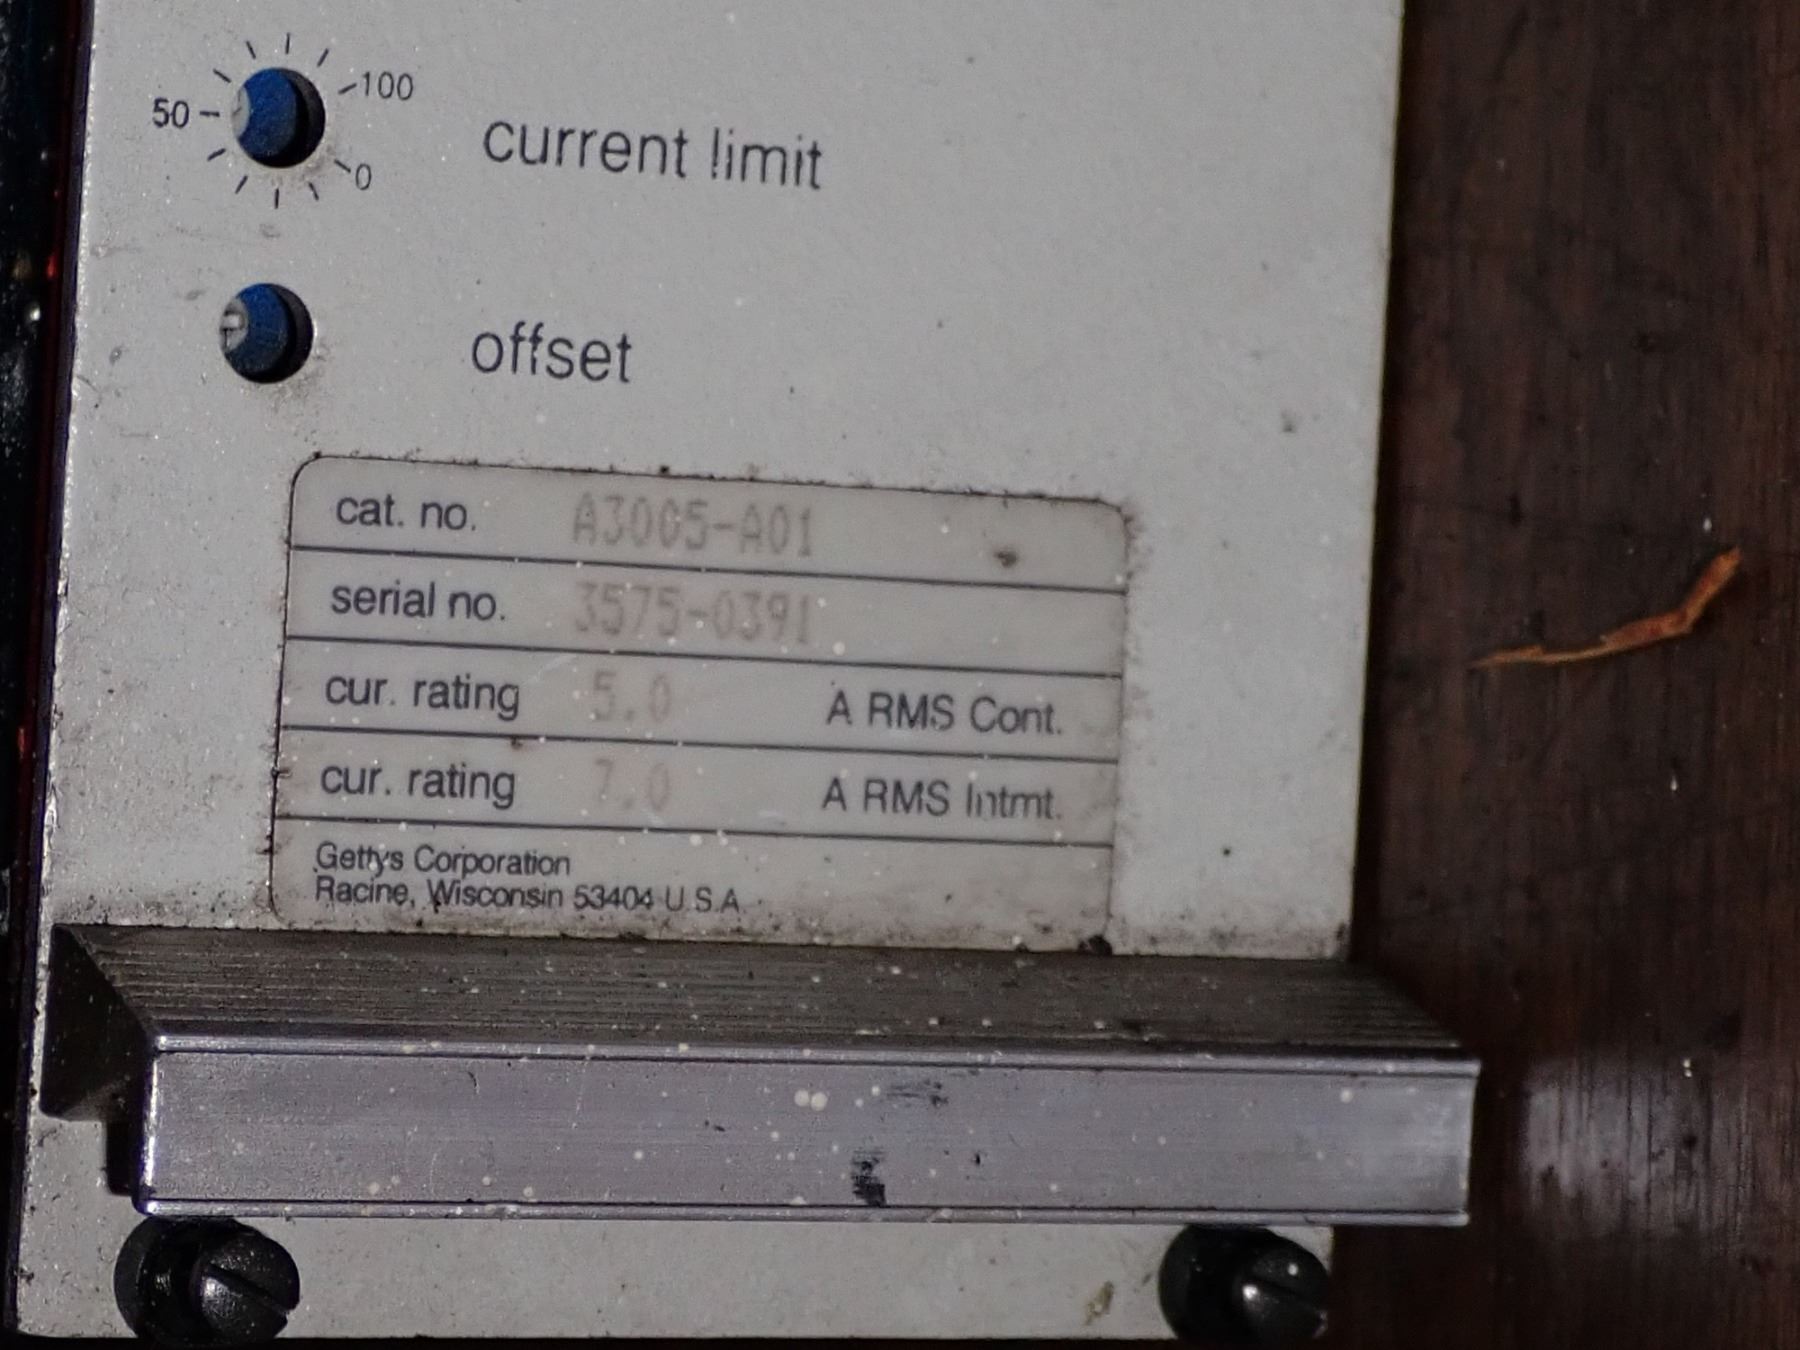 100
50
0
current limit
offset
cat. no. A3005-A01
serial no. 3575-0391
cur. rating 5.0 A RMS Cont.
cur. rating 7.0 A RMS Intmt.
Gettys Corporation
Racine, Wisconsin 53404 U.S.A.